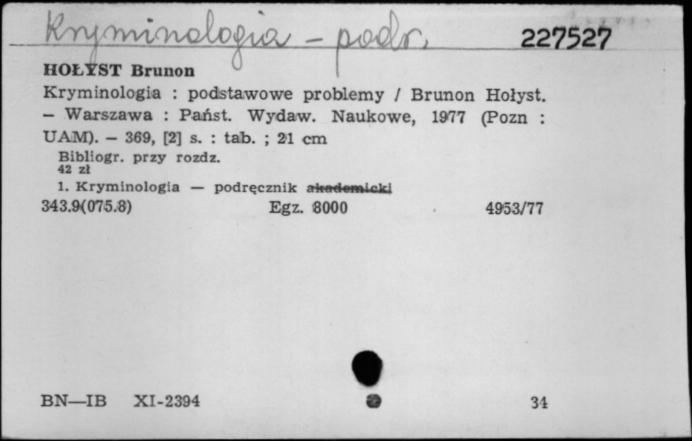 Kryminologia – podr. 227527
HOŁYST Brunon
Kryminologia : podstawowe problemy / Brunon Hołyst.
– Warszawa : Państ. Wydaw. Naukowe, 1977 (Pozn :
UAM). – 369, [2] s. : tab. ; 21 cm
Bibliogr. przy rozdz.
42 zł
1. Kryminologia — podręcznik akademicki
343.9(075.8) Egz. 8000 4953/77
BN—IB XI-2394 34